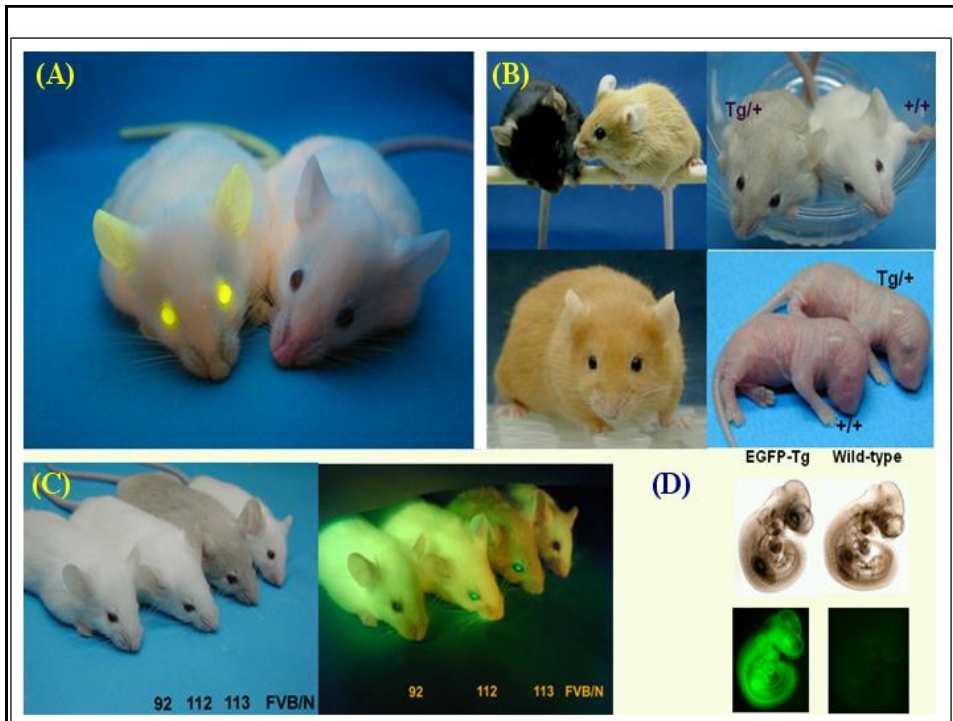 (A)
(B)
Tg/+
+/+
Tg/+
+/+
(C)
92 112 113 FVB/N
92 112 113 FVB/N
(D)
EGFP-Tg Wild-type